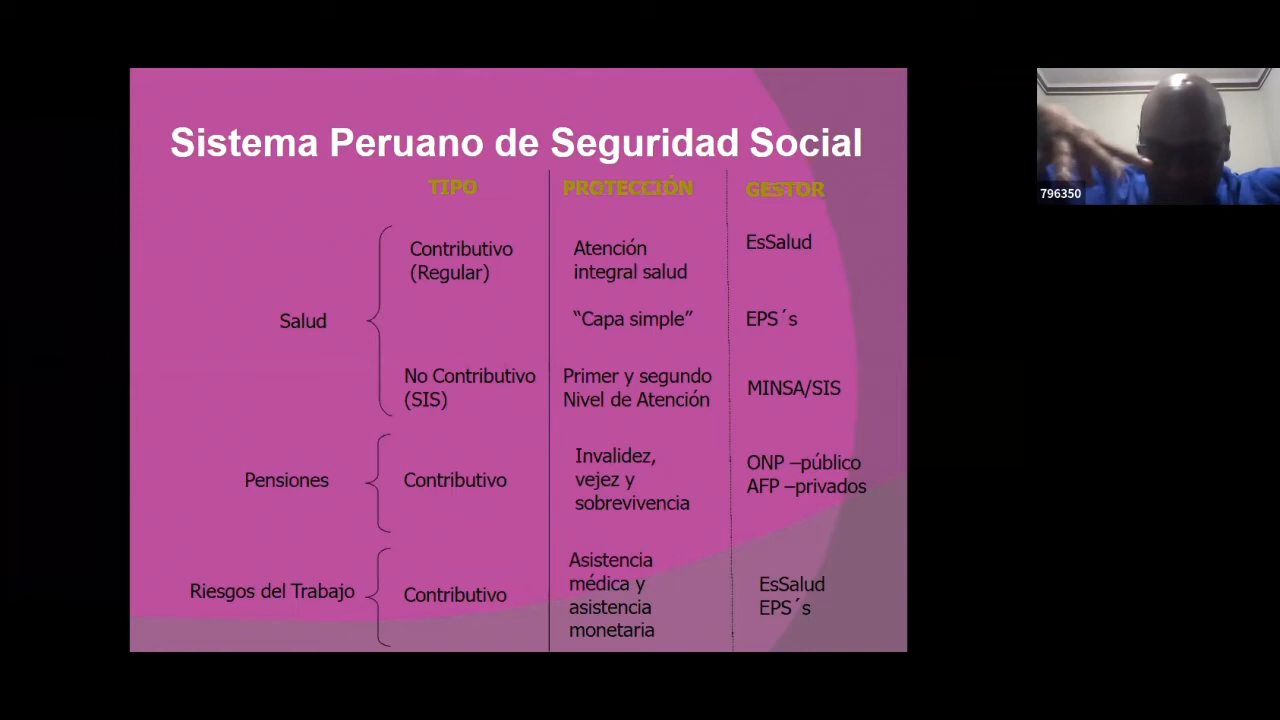 Sistema Peruano de Seguridad Social
TIPO
PROTECCIÓN
GESTOR
Salud
Contributivo
(Regular)
Atención
integral salud
EsSalud
“Capa simple”
EPS´s
No Contributivo
(SIS)
Primer y segundo
Nivel de Atención
MINSA/SIS
Pensiones
Contributivo
Invalidez,
vejez y
sobrevivencia
ONP –público
AFP –privados
Riesgos del Trabajo
Contributivo
Asistencia
médica y
asistencia
monetaria
EsSalud
EPS´s
796350